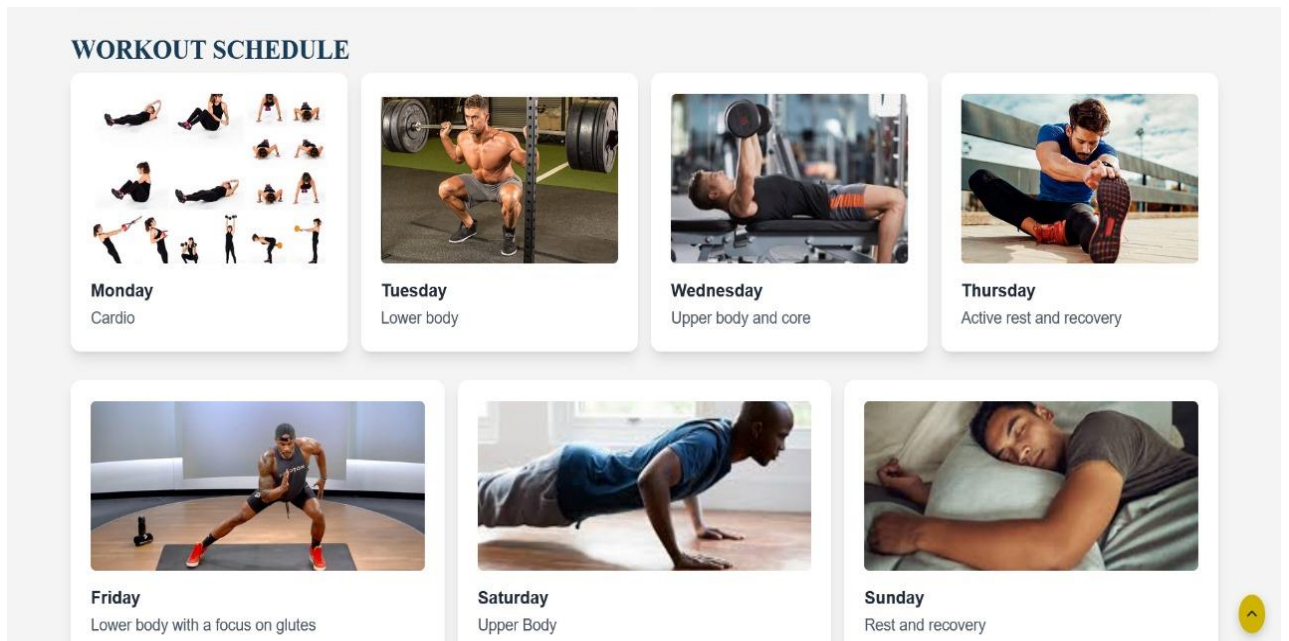 WORKOUT SCHEDULE
Monday
Cardio
Tuesday
Lower body
Wednesday
Upper body and core
Thursday
Active rest and recovery
Friday
Lower body with a focus on glutes
Saturday
Upper Body
Sunday
Rest and recovery